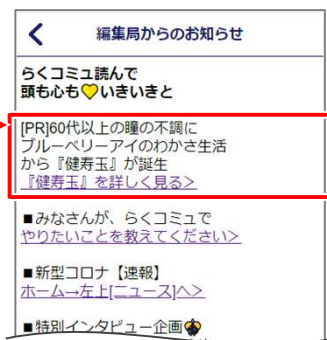 編集局からのお知らせ
らくコミュ読んで
頭も心も💛いきいきと
[PR]60代以上の瞳の不調に
ブルーベリーアイのわかさ生活
から『健寿玉』が誕生
『健寿玉』を詳しく見る>
■みなさんが、らくコミュで
やりたいことを教えてください>
■新型コロナ【速報】
ホーム→左上[ニュース]へ>
■特別インタビュー企画